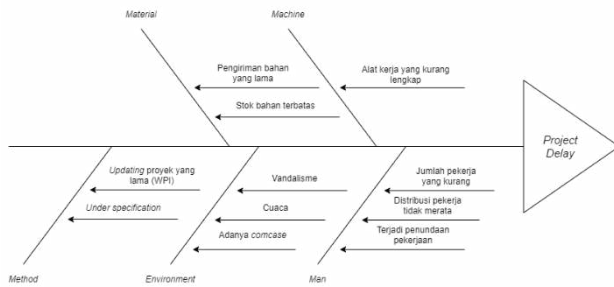 Material
Machine
Pengiriman bahan
yang lama
Alat kerja yang kurang
lengkap
Stok bahan terbatas
Project
Delay
Updating proyek yang
lama (WPI)
Under specification
Vandalisme
Cuaca
Adanya comcase
Jumlah pekerja
yang kurang
Distribusi pekerja
tidak merata
Terjadi penundaan
pekerjaan
Method
Environment
Man